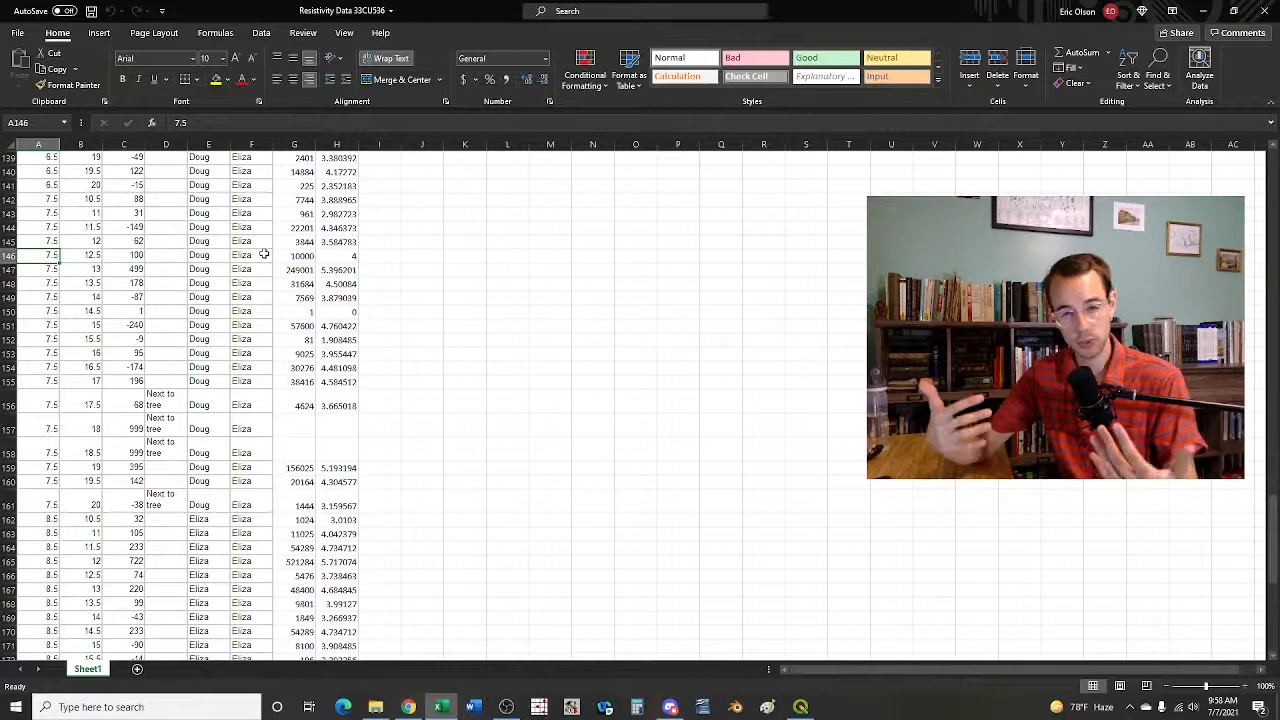 AutoSave Off Resistivity Data 33CU556 Search Eric Olson EO
File Home Insert Draw Page Layout Formulas Data Review View Help Share Comments
Cut
Copy
Format Painter
Arial
Wrap Text
Merge & Center
General
Conditional Formatting
Format as Table
Normal Bad Good Neutral
Calculation Check Cell Explanatory ... Input
Insert Delete Format
AutoSum
Fill
Clear
Sort & Filter
Find & Select
Analyze Data
Clipboard Font Alignment Number Styles Cells Editing Analysis
A146 fx 7.5
A B C D E F G H I J K L M N O P Q R S T U V W X Y Z AA AB AC
139 6.5 19 -49 Doug Eliza 2401 3.380392
140 6.5 19.5 122 Doug Eliza 14884 4.17272
141 6.5 20 -15 Doug Eliza 225 2.352183
142 7.5 10.5 88 Doug Eliza 7744 3.888965
143 7.5 11 31 Doug Eliza 961 2.982723
144 7.5 11.5 -149 Doug Eliza 22201 4.346373
145 7.5 12 62 Doug Eliza 3844 3.584783
146 7.5 12.5 100 Doug Eliza 10000 4
147 7.5 13 499 Doug Eliza 249001 5.396201
148 7.5 13.5 178 Doug Eliza 31684 4.50084
149 7.5 14 -87 Doug Eliza 7569 3.879039
150 7.5 14.5 1 Doug Eliza 1 0
151 7.5 15 -240 Doug Eliza 57600 4.760422
152 7.5 15.5 -9 Doug Eliza 81 1.908485
153 7.5 16 95 Doug Eliza 9025 3.955447
154 7.5 16.5 -174 Doug Eliza 30276 4.481098
155 7.5 17 196 Doug Eliza 38416 4.584512
156 7.5 17.5 68 Next to tree Doug Eliza 4624 3.665018
157 7.5 18 999 Next to tree Doug Eliza
158 7.5 18.5 999 Next to tree Doug Eliza
159 7.5 19 395 Doug Eliza 156025 5.193194
160 7.5 19.5 142 Doug Eliza 20164 4.304577
161 7.5 20 -38 Next to tree Doug Eliza 1444 3.159567
162 8.5 10.5 32 Eliza Eliza 1024 3.0103
163 8.5 11 105 Eliza Eliza 11025 4.042379
164 8.5 11.5 233 Eliza Eliza 54289 4.734712
165 8.5 12 722 Eliza Eliza 521284 5.717074
166 8.5 12.5 74 Eliza Eliza 5476 3.738463
167 8.5 13 220 Eliza Eliza 48400 4.684845
168 8.5 13.5 99 Eliza Eliza 9801 3.99127
169 8.5 14 -43 Eliza Eliza 1849 3.266937
170 8.5 14.5 233 Eliza Eliza 54289 4.734712
171 8.5 15 -90 Eliza Eliza 8100 3.908485
Sheet1
Ready 100%
Type here to search 78°F Haze 9:58 AM
7/7/2021